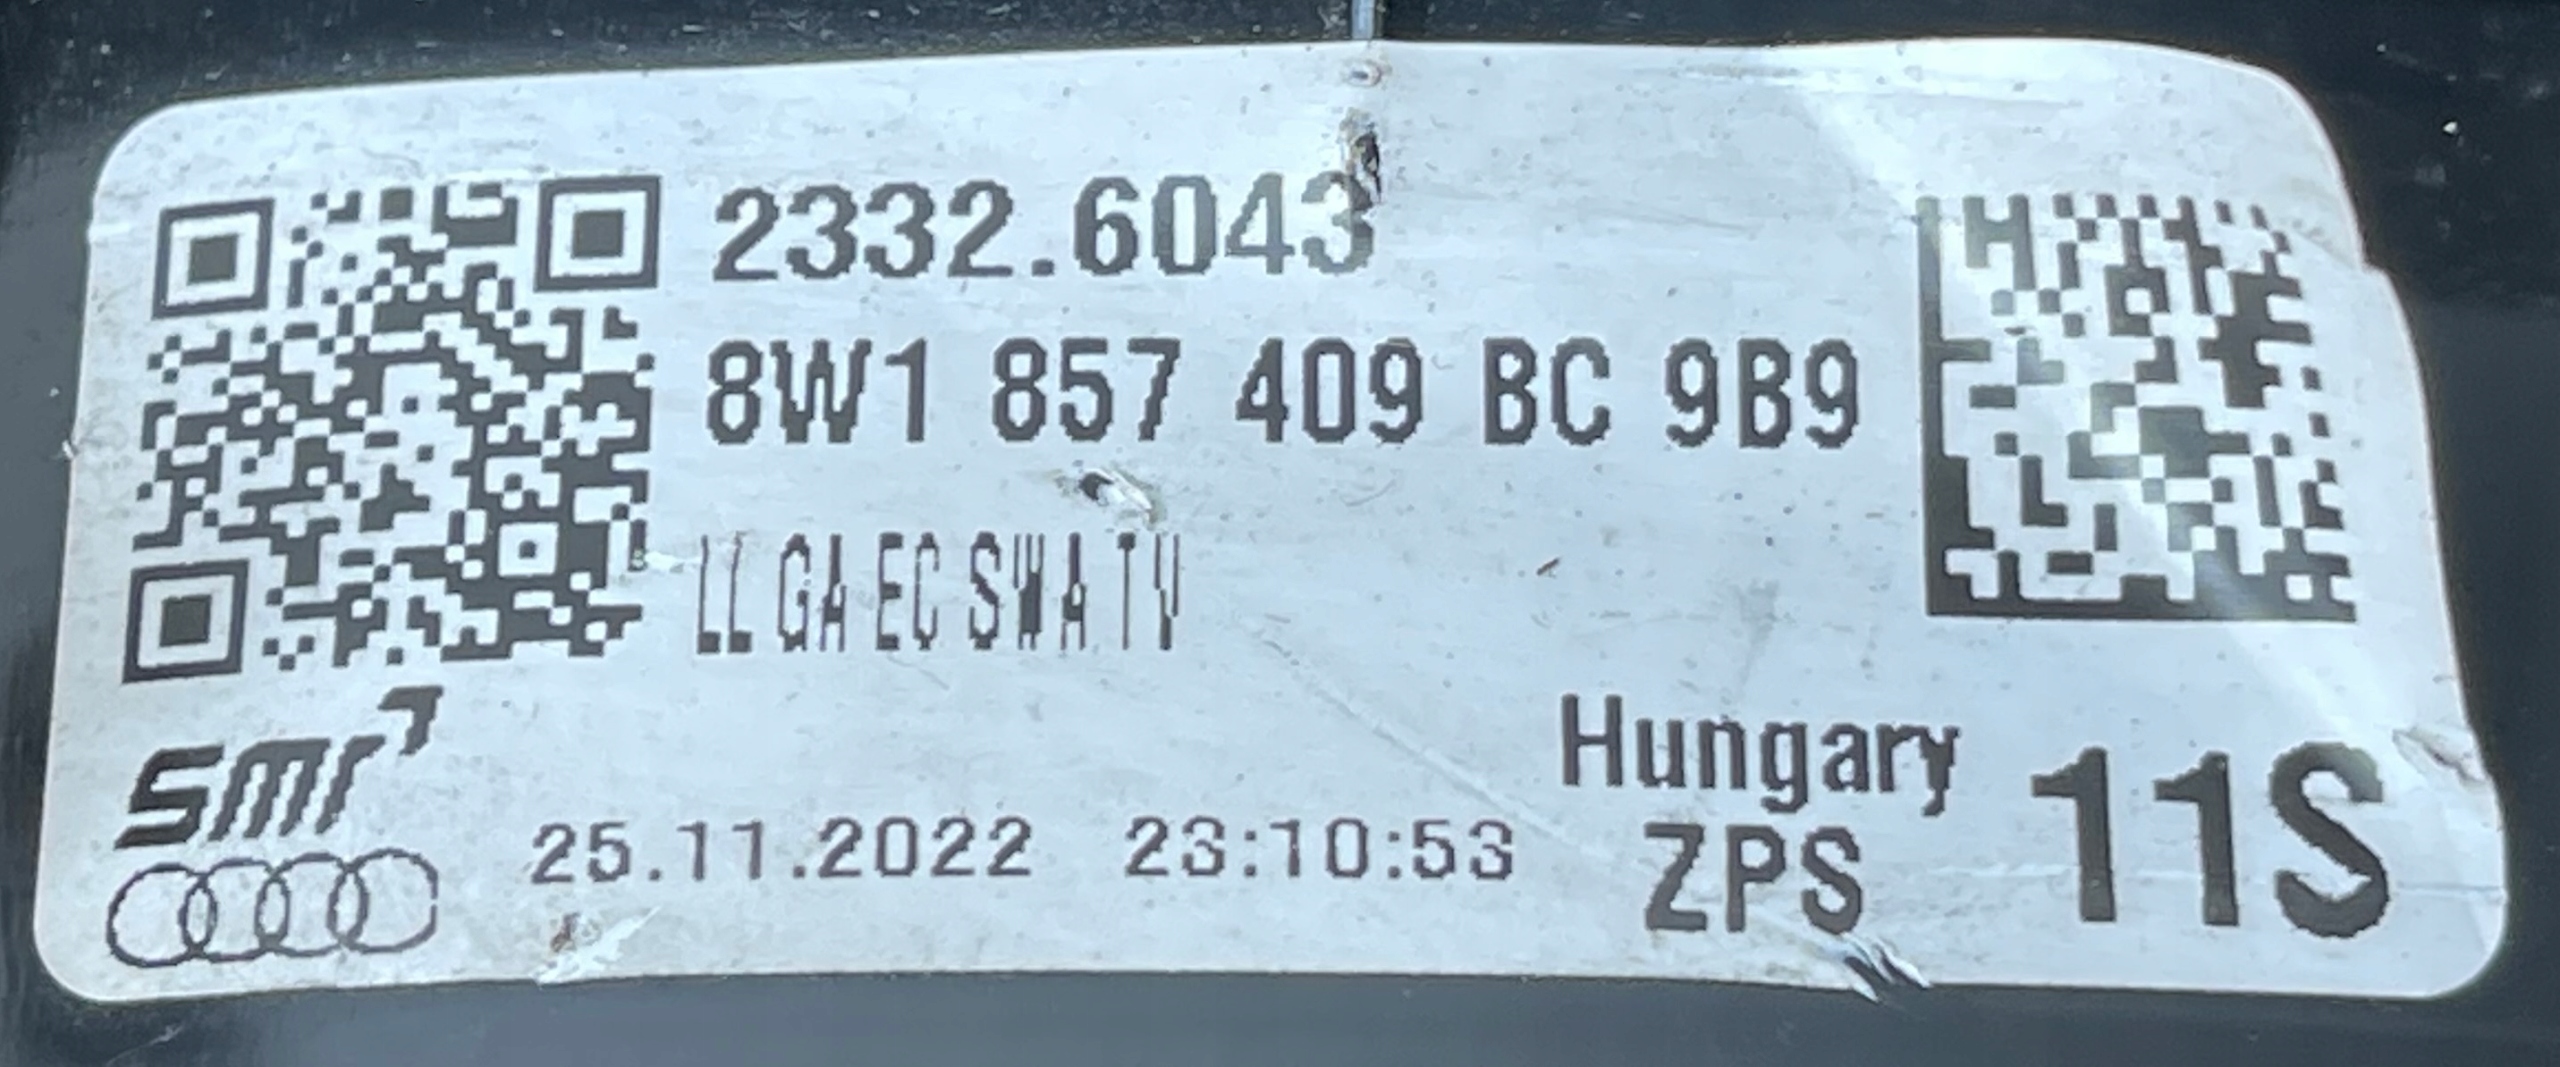 2332.6043
8W1 857 409 BC 9B9
LL GA EC SWA TV
smr
Hungary
25.11.2022 23:10:53
ZPS
11S